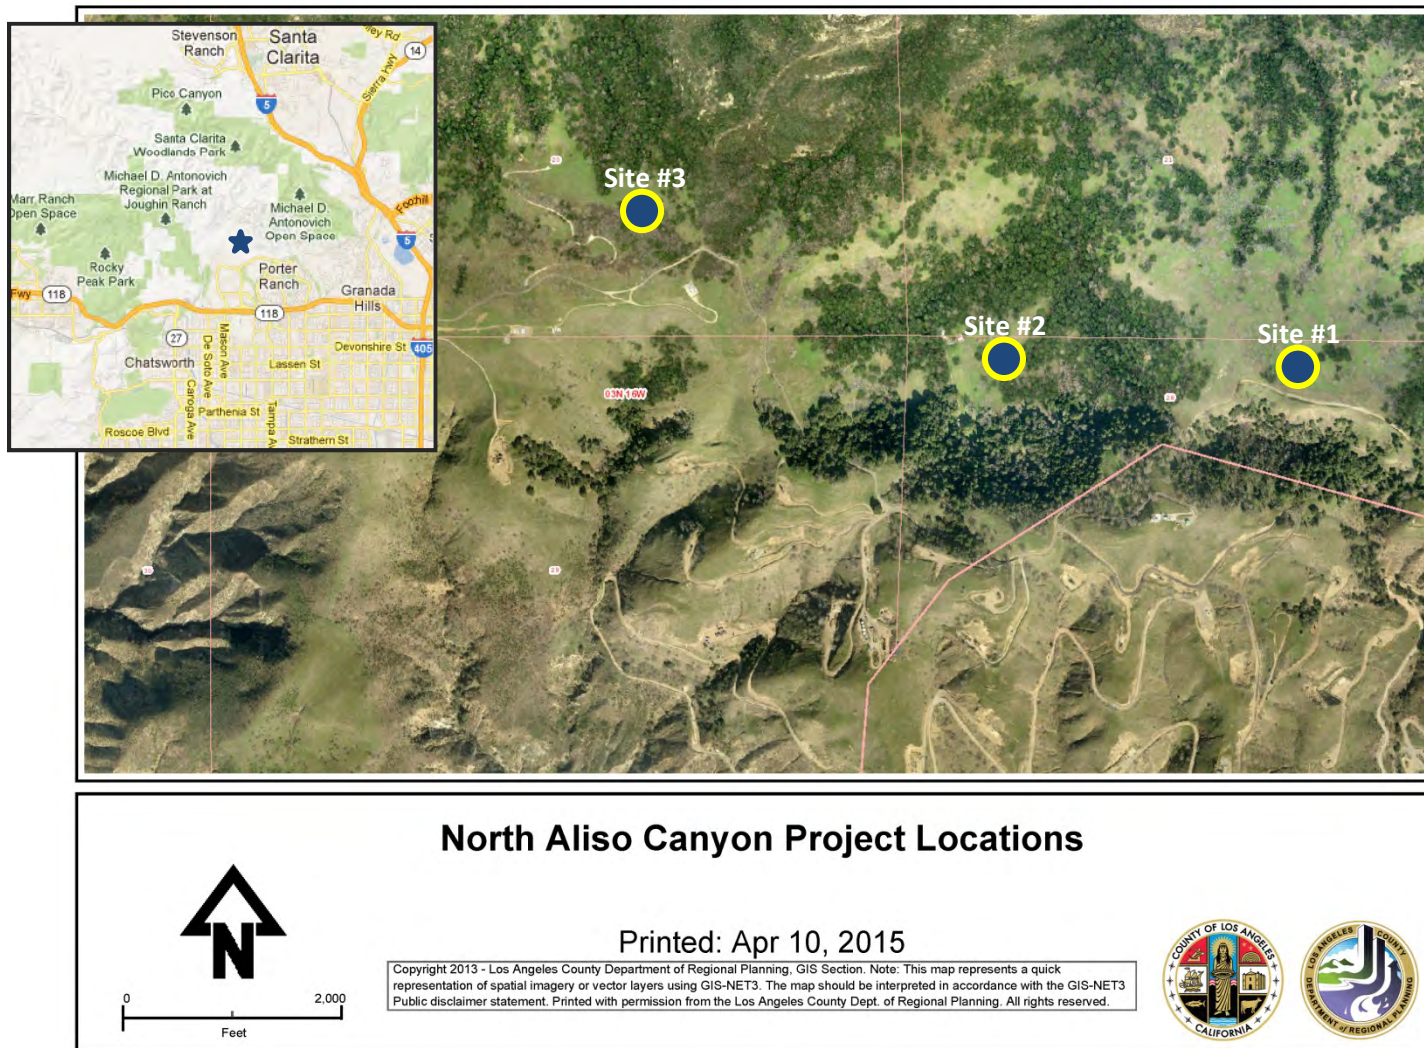 Stevenson
Ranch
Santa
Clarita
ley Rd
14
Sierra Hwy
5
Pico Canyon
Santa Clarita
Woodlands Park
Michael D. Antonovich
Regional Park at
Joughin Ranch
Marr Ranch
Open Space
Michael D.
Antonovich
Open Space
Foothill
5
Rocky
Peak Park
Porter
Ranch
Granada
Hills
Fwy
118
118
27
Chatsworth
Mason Ave
De Soto Ave
Canoga Ave
Tampa A
Devonshire St
405
Lassen St
Parthenia St
Roscoe Blvd
Strathern St
Site #3
Site #2
Site #1
03N 16W
29
North Aliso Canyon Project Locations
N
Printed: Apr 10, 2015
Copyright 2013 - Los Angeles County Department of Regional Planning, GIS Section. Note: This map represents a quick
representation of spatial imagery or vector layers using GIS-NET3. The map should be interpreted in accordance with the GIS-NET3
Public disclaimer statement. Printed with permission from the Los Angeles County Dept. of Regional Planning. All rights reserved.
0
2,000
Feet
COUNTY OF LOS ANGELES
CALIFORNIA
LOS ANGELES COUNTY
DEPARTMENT of REGIONAL PLANNING